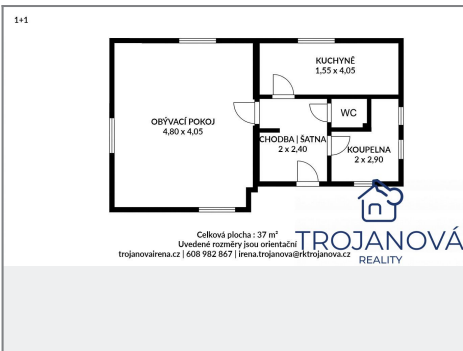 1+1
KUCHYNĚ
1,55 x 4,05
OBÝVACÍ POKOJ
4,80 x 4,05
WC
CHODBA | ŠATNA
2 x 2,40
KOUPELNA
2 x 2,90
Celková plocha : 37 m²
Uvedené rozměry jsou orientační
trojanovairena.cz | 608 982 867 | irena.trojanova@rktrojanova.cz
TROJANOVÁ
REALITY